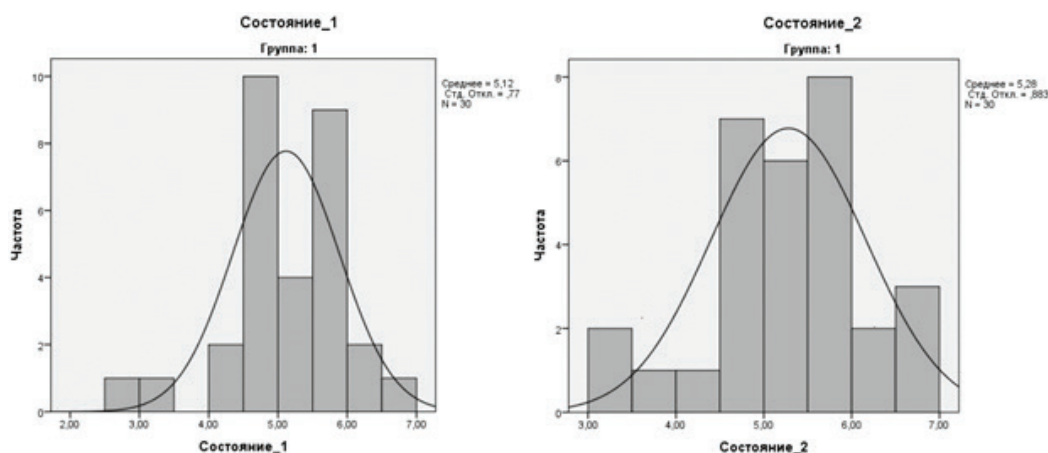 Состояние_1
Группа: 1
Среднее = 5,12
Стд. Откл. = ,77
N = 30
10
8
6
4
2
0
Частота
2,00 3,00 4,00 5,00 6,00 7,00
Состояние_1
Состояние_2
Группа: 1
Среднее = 5,28
Стд. Откл. = ,883
N = 30
8
6
4
2
0
Частота
3,00 4,00 5,00 6,00 7,00
Состояние_2